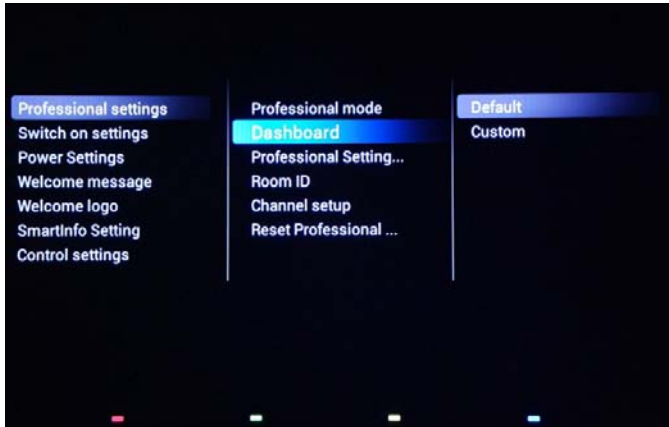 Professional settings
Switch on settings
Power Settings
Welcome message
Welcome logo
SmartInfo Setting
Control settings
Professional mode
Dashboard
Professional Setting...
Room ID
Channel setup
Reset Professional ...
Default
Custom